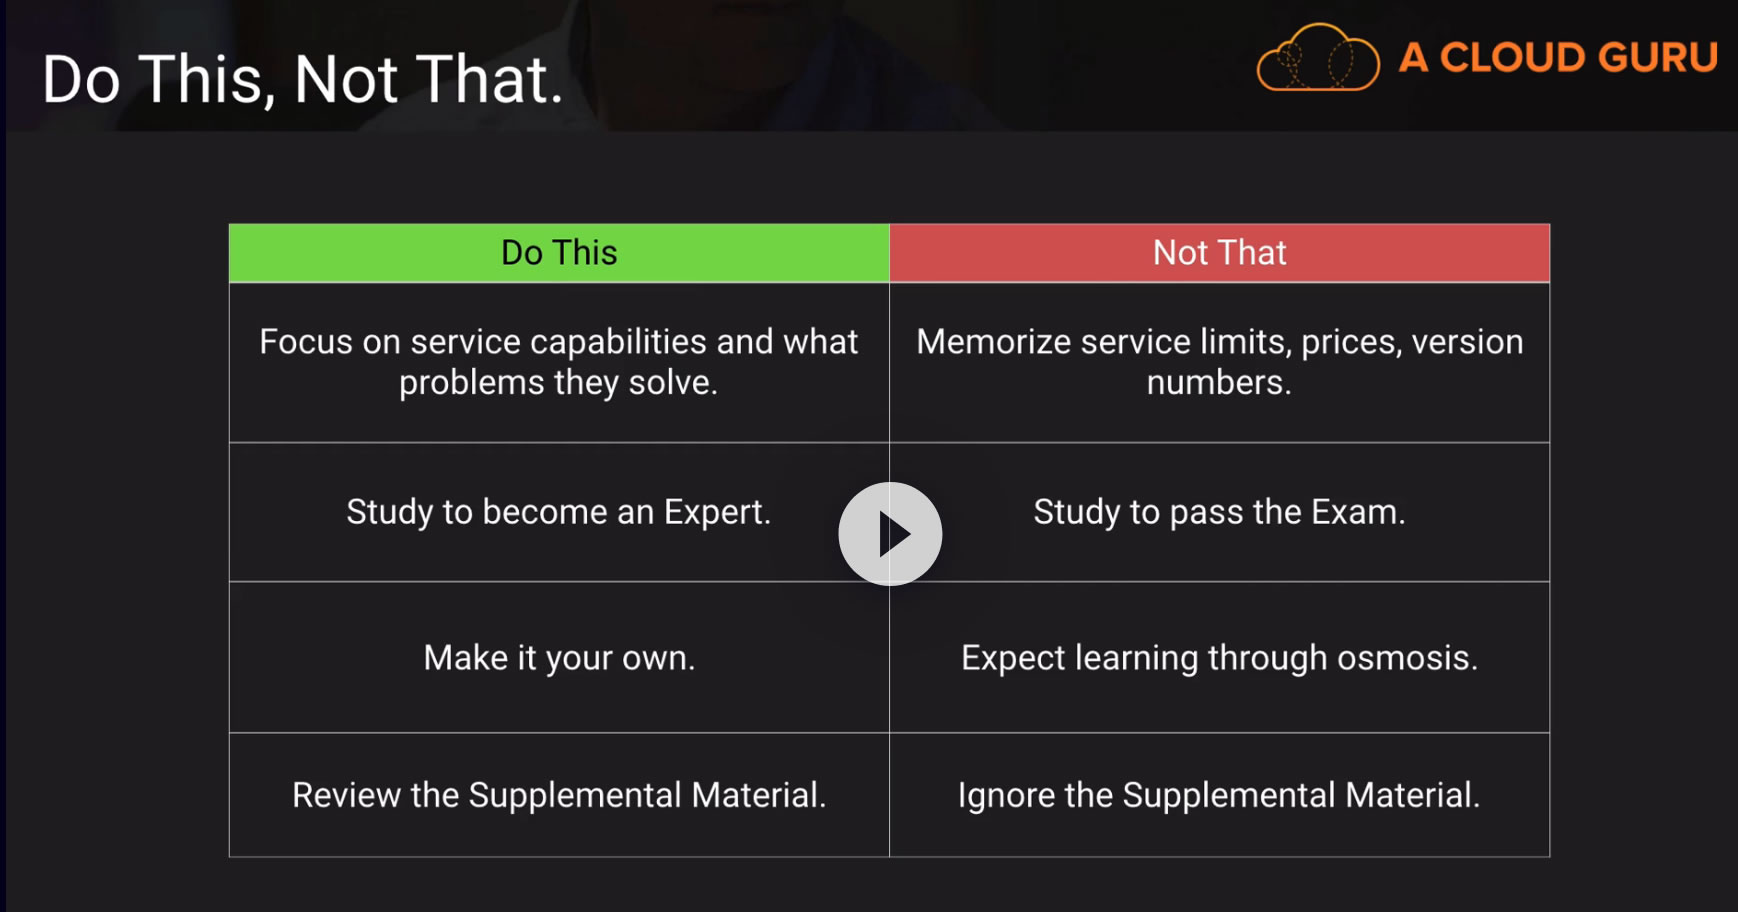 Do This, Not That.
A CLOUD GURU
Do This
Not That
Focus on service capabilities and what
problems they solve.
Memorize service limits, prices, version
numbers.
Study to become an Expert.
Study to pass the Exam.
Make it your own.
Expect learning through osmosis.
Review the Supplemental Material.
Ignore the Supplemental Material.